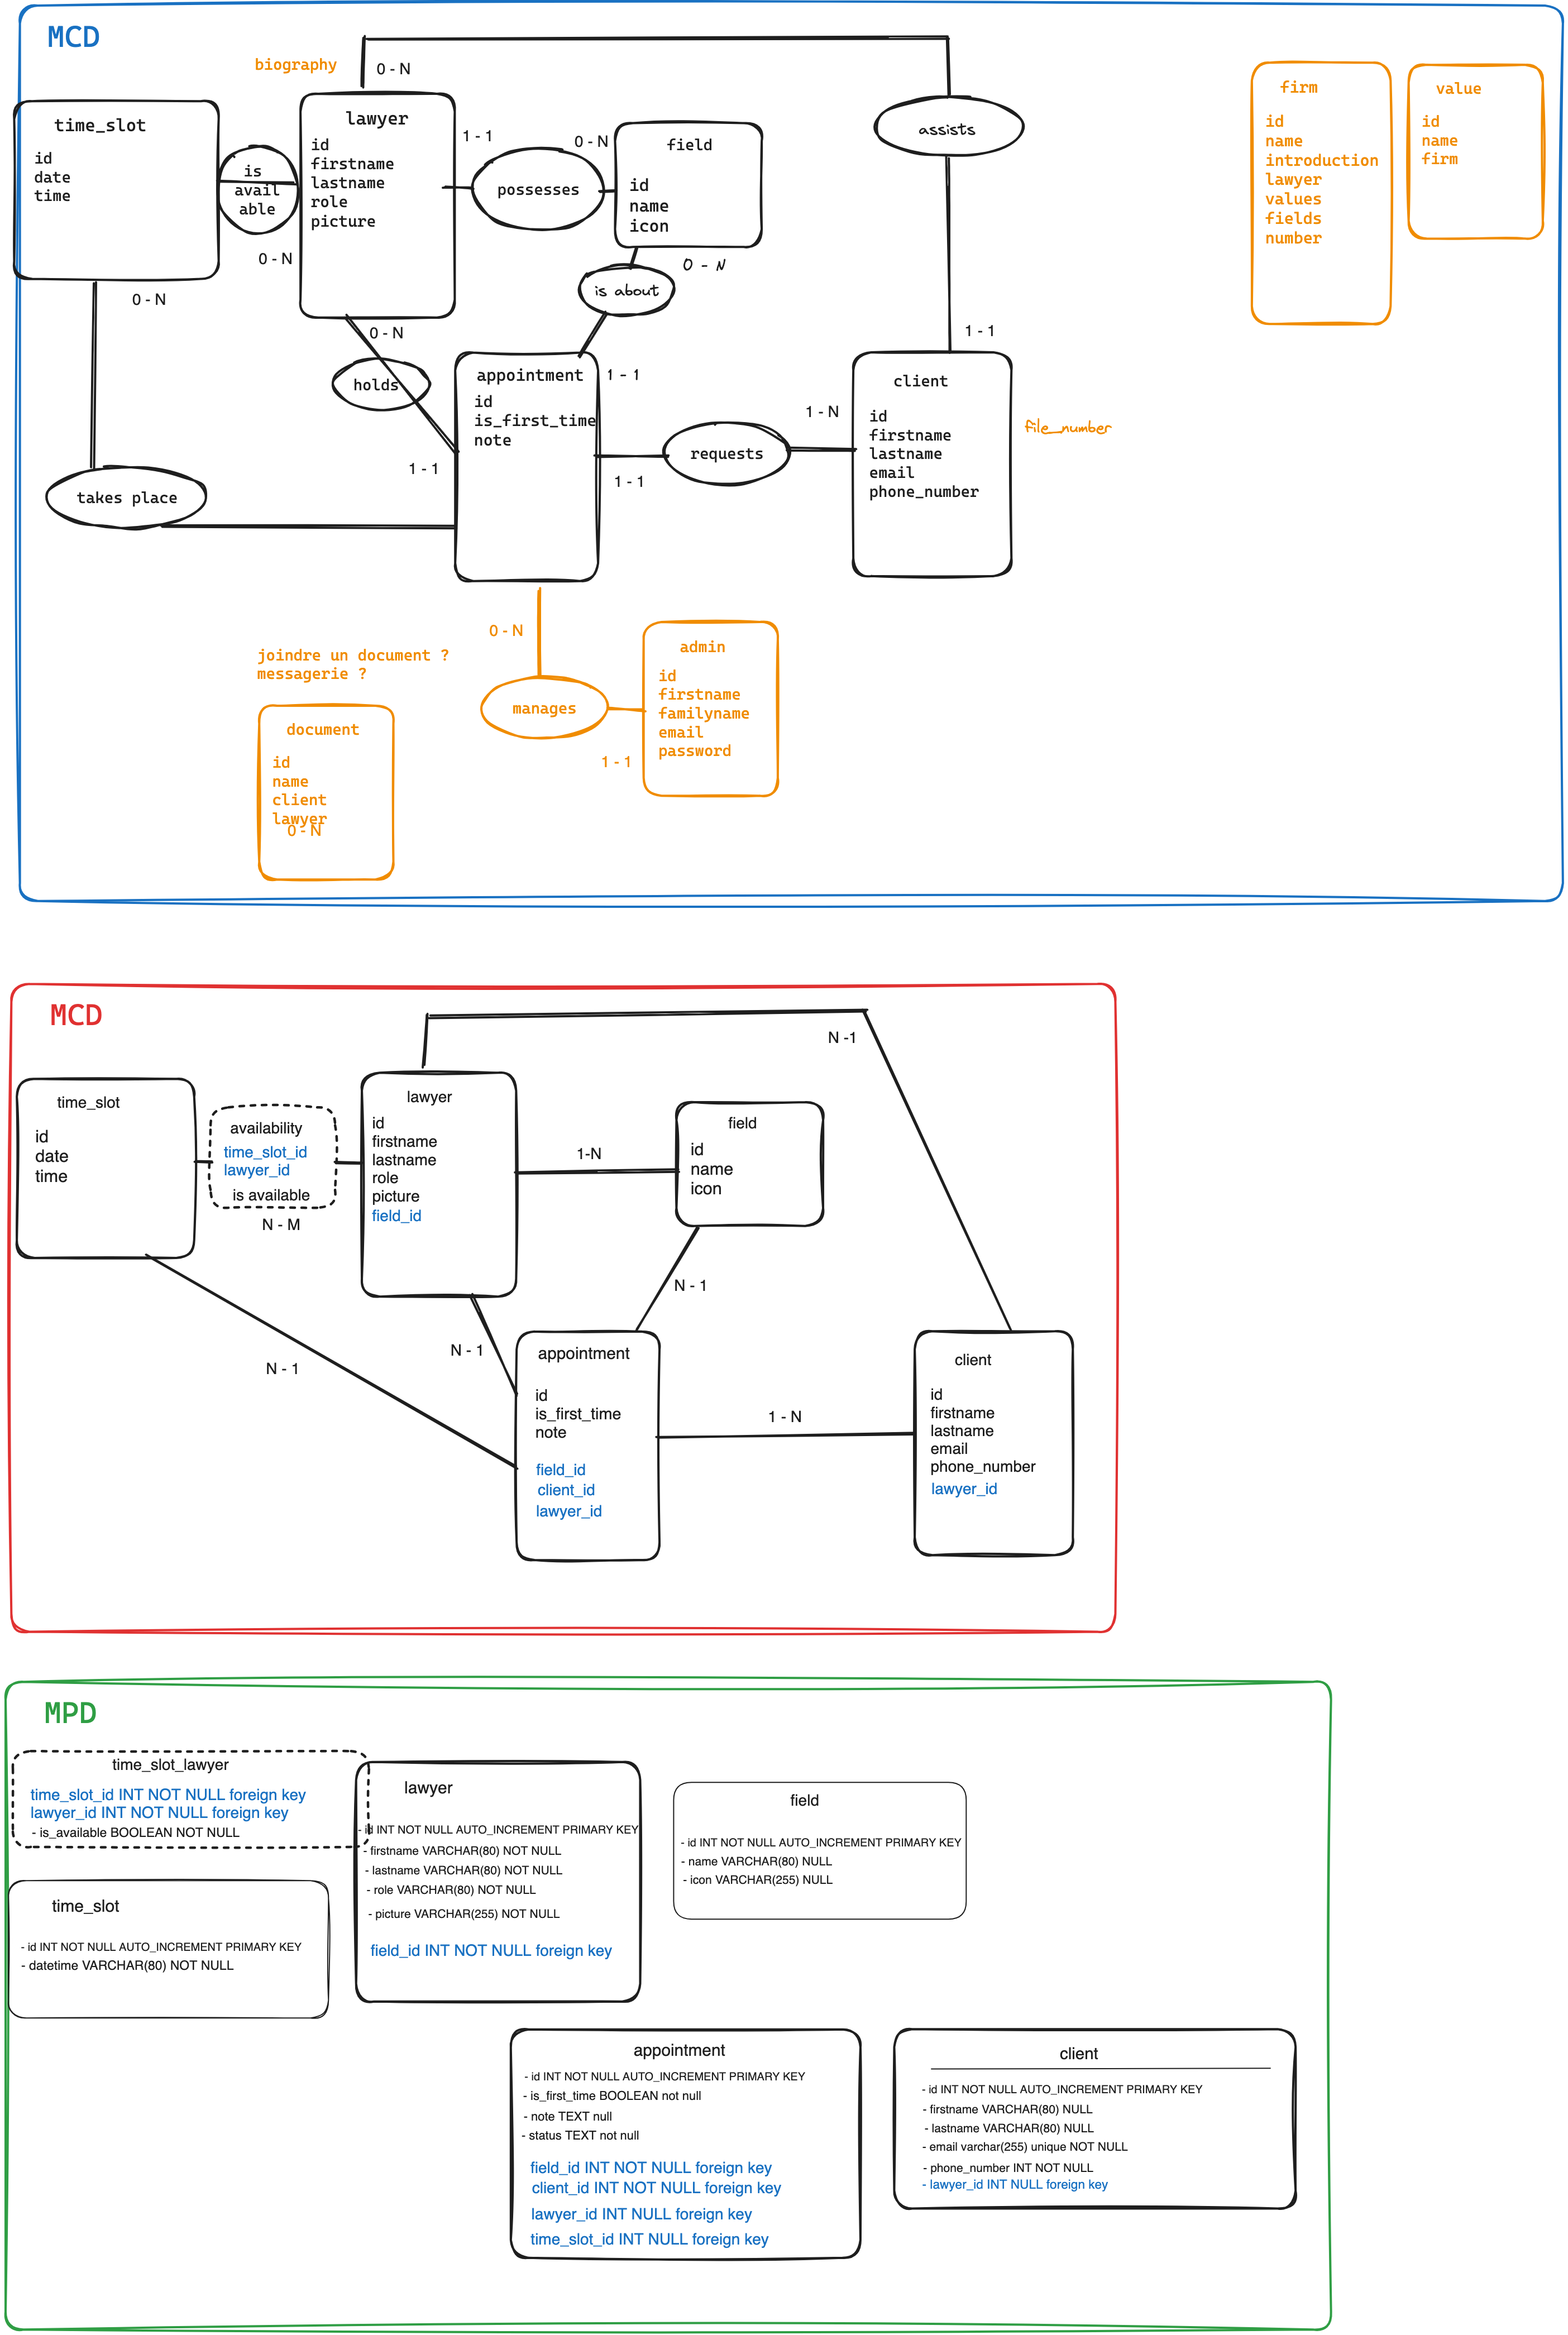 MCD
biography
0 - N
time_slot
id
date
time
is
avail
able
0 - N
0 - N
lawyer
id
firstname
lastname
role
picture
1 - 1
possesses
0 - N
field
id
name
icon
0 - N
is about
assists
firm
id
name
introduction
lawyer
values
fields
number
value
id
name
firm
0 - N
holds
1 - 1
appointment
id
is_first_time
note
1 - 1
1 - 1
requests
1 - N
1 - 1
client
id
firstname
lastname
email
phone_number
file_number
takes place
0 - N
manages
1 - 1
admin
id
firstname
familyname
email
password
joindre un document ?
messagerie ?
document
id
name
client
lawyer
0 - N
MCD
N -1
time_slot
id
date
time
availability
time_slot_id
lawyer_id
is available
N - M
lawyer
id
firstname
lastname
role
picture
field_id
1-N
field
id
name
icon
N - 1
N - 1
N - 1
appointment
id
is_first_time
note
field_id
client_id
lawyer_id
1 - N
client
id
firstname
lastname
email
phone_number
lawyer_id
MPD
time_slot_lawyer
time_slot_id INT NOT NULL foreign key
lawyer_id INT NOT NULL foreign key
- is_available BOOLEAN NOT NULL
time_slot
- id INT NOT NULL AUTO_INCREMENT PRIMARY KEY
- datetime VARCHAR(80) NOT NULL
lawyer
- id INT NOT NULL AUTO_INCREMENT PRIMARY KEY
- firstname VARCHAR(80) NOT NULL
- lastname VARCHAR(80) NOT NULL
- role VARCHAR(80) NOT NULL
- picture VARCHAR(255) NOT NULL
field_id INT NOT NULL foreign key
field
- id INT NOT NULL AUTO_INCREMENT PRIMARY KEY
- name VARCHAR(80) NULL
- icon VARCHAR(255) NULL
appointment
- id INT NOT NULL AUTO_INCREMENT PRIMARY KEY
- is_first_time BOOLEAN not null
- note TEXT null
- status TEXT not null
field_id INT NOT NULL foreign key
client_id INT NOT NULL foreign key
lawyer_id INT NULL foreign key
time_slot_id INT NULL foreign key
client
- id INT NOT NULL AUTO_INCREMENT PRIMARY KEY
- firstname VARCHAR(80) NULL
- lastname VARCHAR(80) NULL
- email varchar(255) unique NOT NULL
- phone_number INT NOT NULL
- lawyer_id INT NULL foreign key